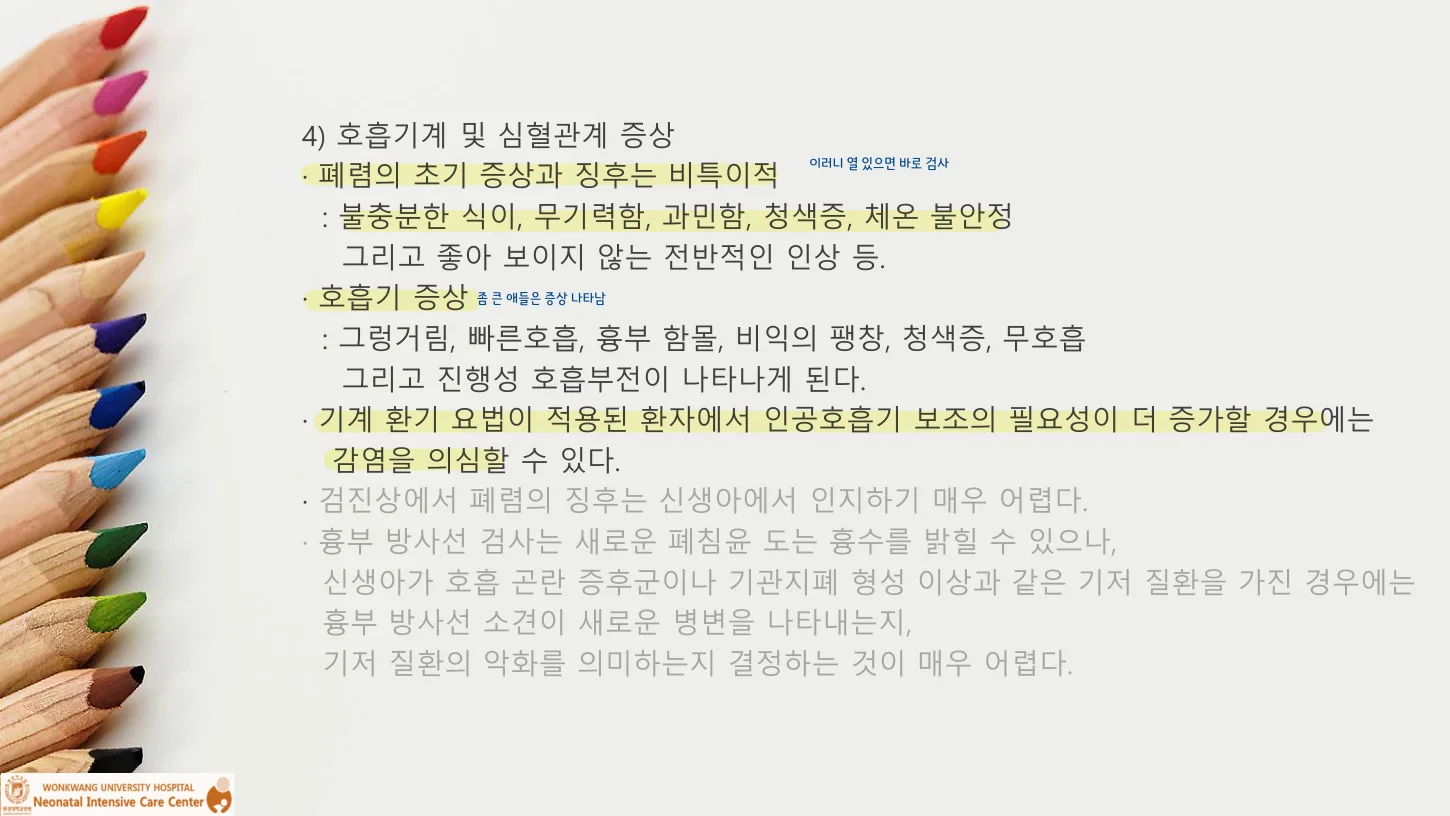 4) 호흡기계 및 심혈관계 증상
· 폐렴의 초기 증상과 징후는 비특이적 이러니 열 있으면 바로 검사
: 불충분한 식이, 무기력함, 과민함, 청색증, 체온 불안정
그리고 좋아 보이지 않는 전반적인 인상 등.
· 호흡기 증상 좀 큰 애들은 증상 나타남
: 그렁거림, 빠른호흡, 흉부 함몰, 비익의 팽창, 청색증, 무호흡
그리고 진행성 호흡부전이 나타나게 된다.
· 기계 환기 요법이 적용된 환자에서 인공호흡기 보조의 필요성이 더 증가할 경우에는
감염을 의심할 수 있다.
· 검진상에서 폐렴의 징후는 신생아에서 인지하기 매우 어렵다.
· 흉부 방사선 검사는 새로운 폐침윤 도는 흉수를 밝힐 수 있으나,
신생아가 호흡 곤란 증후군이나 기관지폐 형성 이상과 같은 기저 질환을 가진 경우에는
흉부 방사선 소견이 새로운 병변을 나타내는지,
기저 질환의 악화를 의미하는지 결정하는 것이 매우 어렵다.
WONKWANG UNIVERSITY HOSPITAL
Neonatal Intensive Care Center